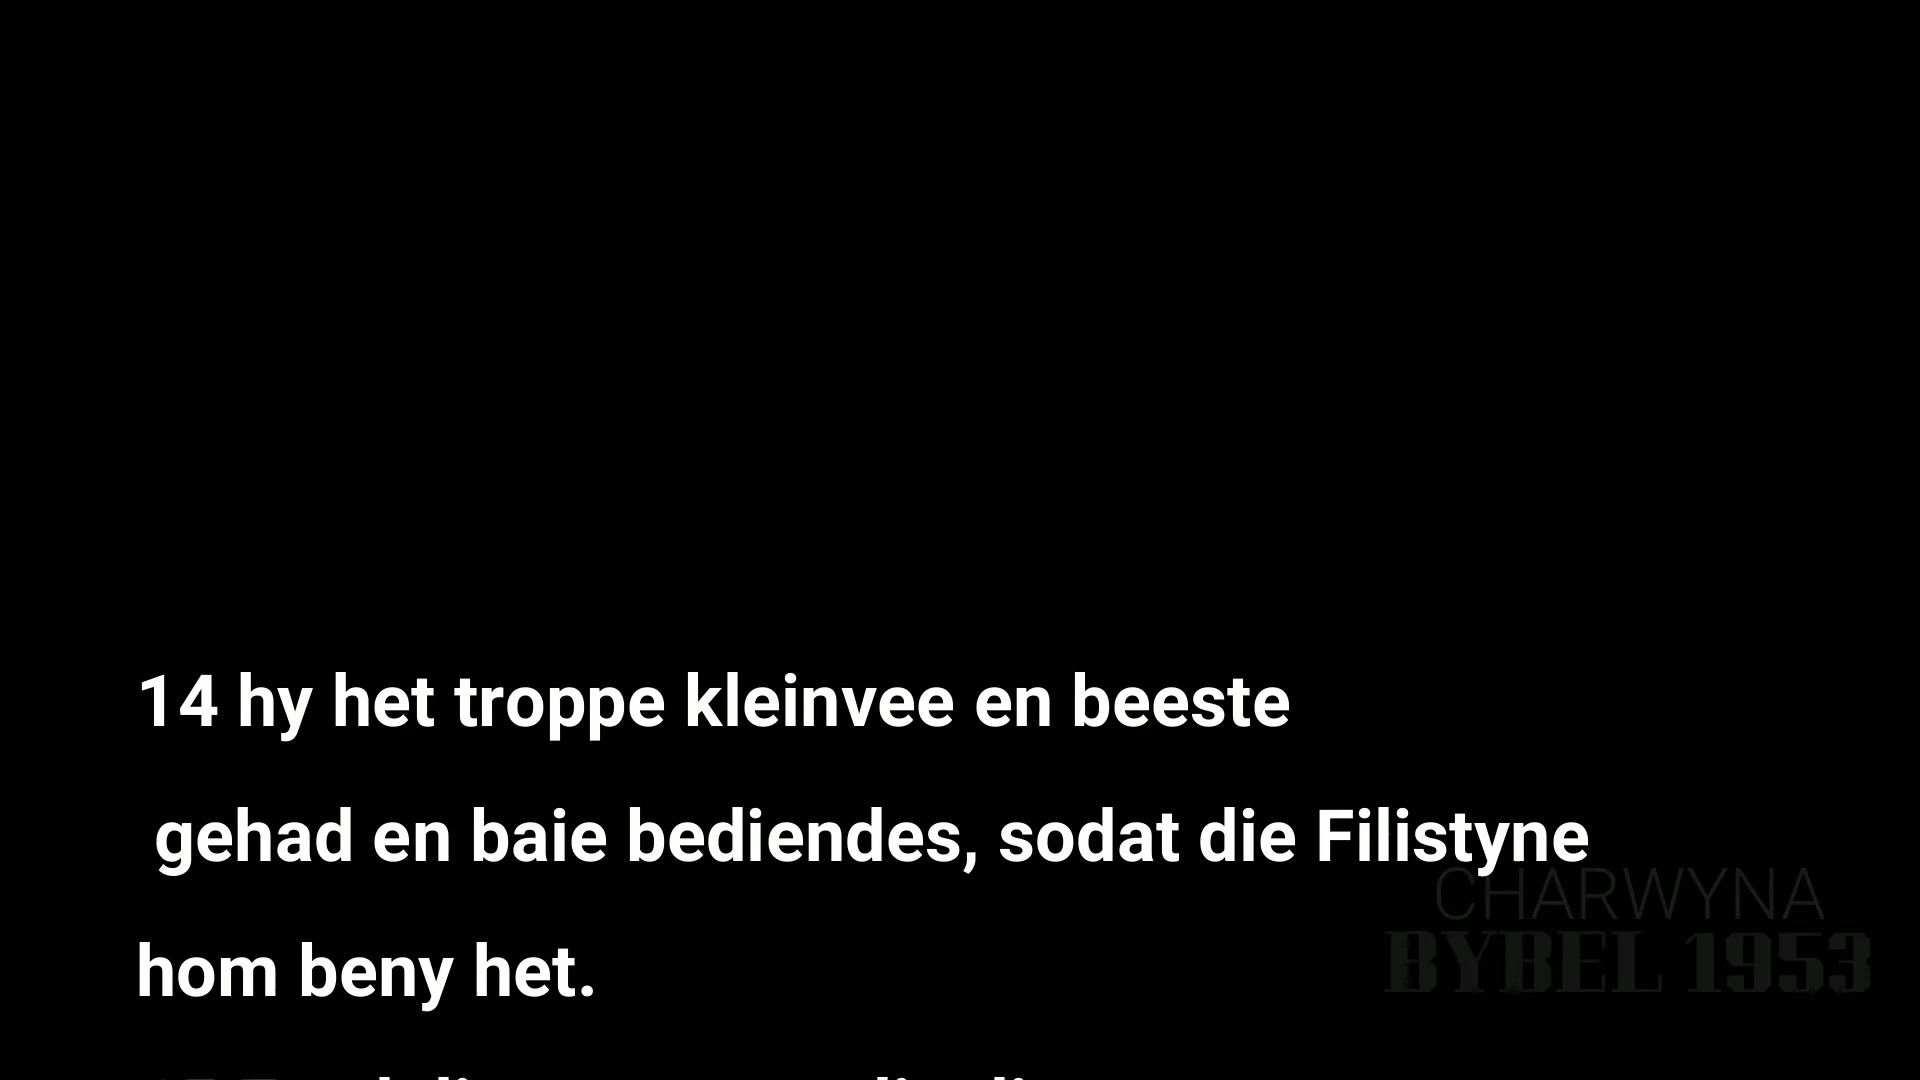 14 hy het troppe kleinvee en beeste
gehad en baie bediendes, sodat die Filistyne
hom beny het.
CHARWYNA
BYBEL 1953